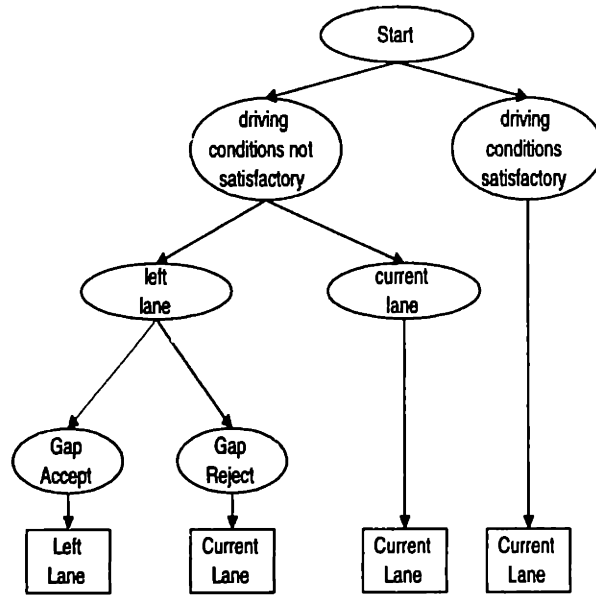 Start
driving
conditions not
satisfactory
driving
conditions
satisfactory
left
lane
current
lane
Gap
Accept
Gap
Reject
Left
Lane
Current
Lane
Current
Lane
Current
Lane